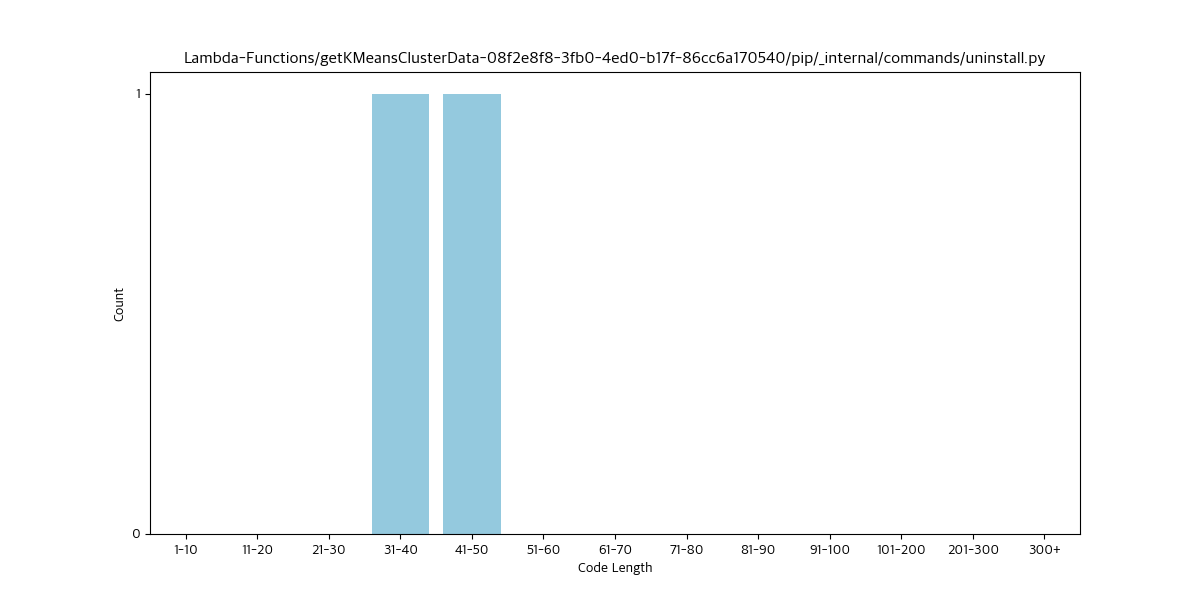 Lambda-Functions/getKMeansClusterData-08f2e8f8-3fb0-4ed0-b17f-86cc6a170540/pip/_internal/commands/uninstall.py
1
Count
0
1-10 11-20 21-30 31-40 41-50 51-60 61-70 71-80 81-90 91-100 101-200 201-300 300+
Code Length